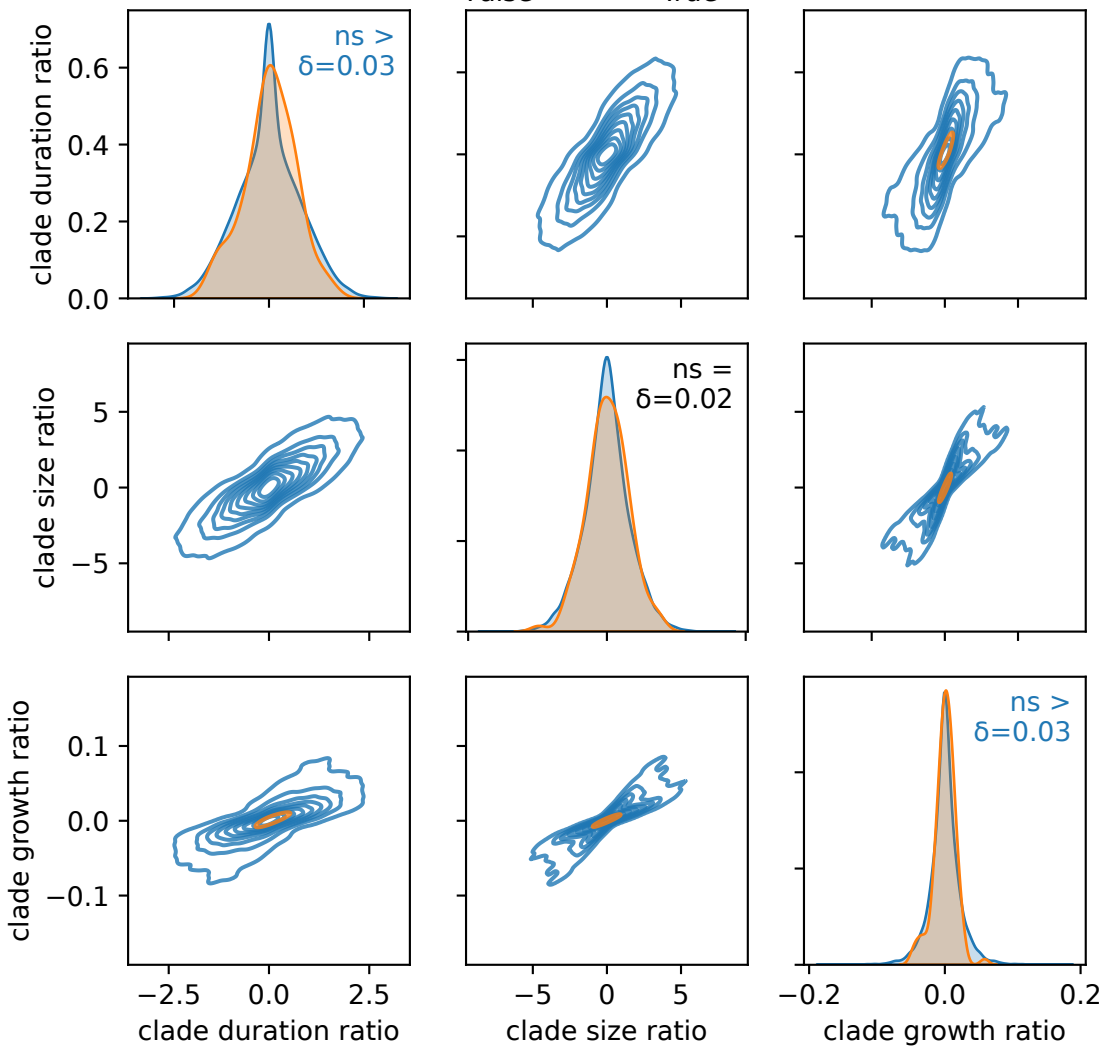 clade duration ratio
0.6
0.4
0.2
0.0
ns >
δ=0.03
clade size ratio
5
0
−5
ns =
δ=0.02
clade growth ratio
0.1
0.0
−0.1
ns >
δ=0.03
−2.5 0.0 2.5
clade duration ratio
−5 0 5
clade size ratio
−0.2 0.0 0.2
clade growth ratio